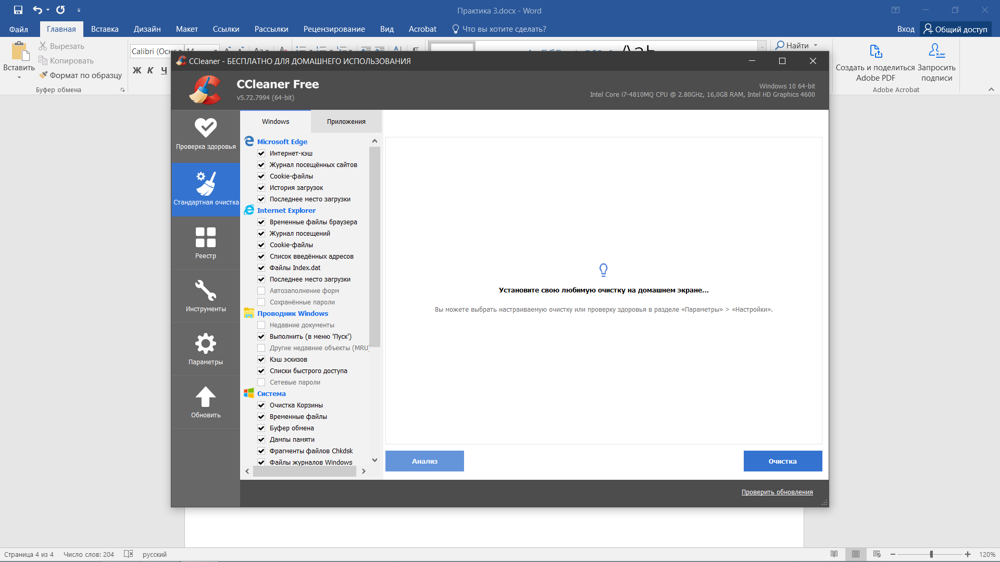 Практика 3.docx - Word
Файл
Главная
Вставка
Дизайн
Макет
Ссылки
Рассылки
Рецензирование
Вид
Acrobat
Что вы хотите сделать?
Вход
Общий доступ
Вставить
Вырезать
Копировать
Формат по образцу
Буфер обмена
Calibri (Осн
14
Ж К Ч
Найти
Создать и поделиться
Adobe PDF
Запросить
подписи
Adobe Acrobat
CCleaner - БЕСПЛАТНО ДЛЯ ДОМАШНЕГО ИСПОЛЬЗОВАНИЯ
CCleaner Free
v5.72.7994 (64-bit)
Windows 10 64-bit
Intel Core i7-4810MQ CPU @ 2.80GHz, 16,0GB RAM, Intel HD Graphics 4600
Проверка здоровья
Стандартная очистка
Реестр
Инструменты
Параметры
Обновить
Windows
Приложения
Microsoft Edge
Интернет-кэш
Журнал посещённых сайтов
Cookie-файлы
История загрузок
Последнее место загрузки
Internet Explorer
Временные файлы браузера
Журнал посещений
Cookie-файлы
Список введённых адресов
Файлы Index.dat
Последнее место загрузки
Автозаполнение форм
Сохранённые пароли
Проводник Windows
Недавние документы
Выполнить (в меню 'Пуск')
Другие недавние объекты (MRU)
Кэш эскизов
Списки быстрого доступа
Сетевые пароли
Система
Очистка Корзины
Временные файлы
Буфер обмена
Дампы памяти
Фрагменты файлов Chkdsk
Файлы журналов Windows
Установите свою любимую очистку на домашнем экране...
Вы можете выбрать настраиваемую очистку или проверку здоровья в разделе «Параметры» > «Настройки».
Анализ
Очистка
Проверить обновления
Страница 4 из 4
Число слов: 204
русский
120%